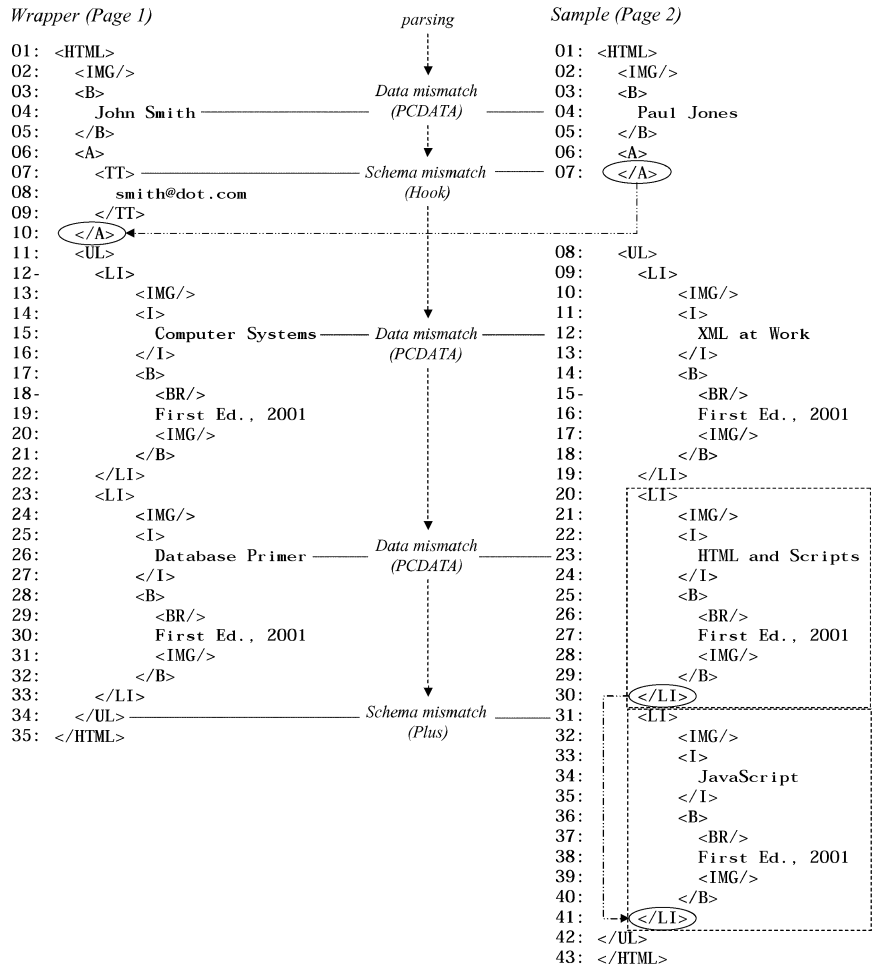 Wrapper (Page 1)
01: <HTML>
02: <IMG/>
03: <B>
04: John Smith
05: </B>
06: <A>
07: <TT>
08: smith@dot.com
09: </TT>
10: </A>
11: <UL>
12- <LI>
13: <IMG/>
14: <I>
15: Computer Systems
16: </I>
17: <B>
18- <BR/>
19: First Ed., 2001
20: <IMG/>
21: </B>
22: </LI>
23: <LI>
24: <IMG/>
25: <I>
26: Database Primer
27: </I>
28: <B>
29: <BR/>
30: First Ed., 2001
31: <IMG/>
32: </B>
33: </LI>
34: </UL>
35: </HTML>
parsing
Data mismatch
(PCDATA)
Schema mismatch
(Hook)
Data mismatch
(PCDATA)
Data mismatch
(PCDATA)
Schema mismatch
(Plus)
Sample (Page 2)
01: <HTML>
02: <IMG/>
03: <B>
04: Paul Jones
05: </B>
06: <A>
07: </A>
08: <UL>
09: <LI>
10: <IMG/>
11: <I>
12: XML at Work
13: </I>
14: <B>
15- <BR/>
16: First Ed., 2001
17: <IMG/>
18: </B>
19: </LI>
20: <LI>
21: <IMG/>
22: <I>
23: HTML and Scripts
24: </I>
25: <B>
26: <BR/>
27: First Ed., 2001
28: <IMG/>
29: </B>
30: </LI>
31: <LI>
32: <IMG/>
33: <I>
34: JavaScript
35: </I>
36: <B>
37: <BR/>
38: First Ed., 2001
39: <IMG/>
40: </B>
41: </LI>
42: </UL>
43: </HTML>